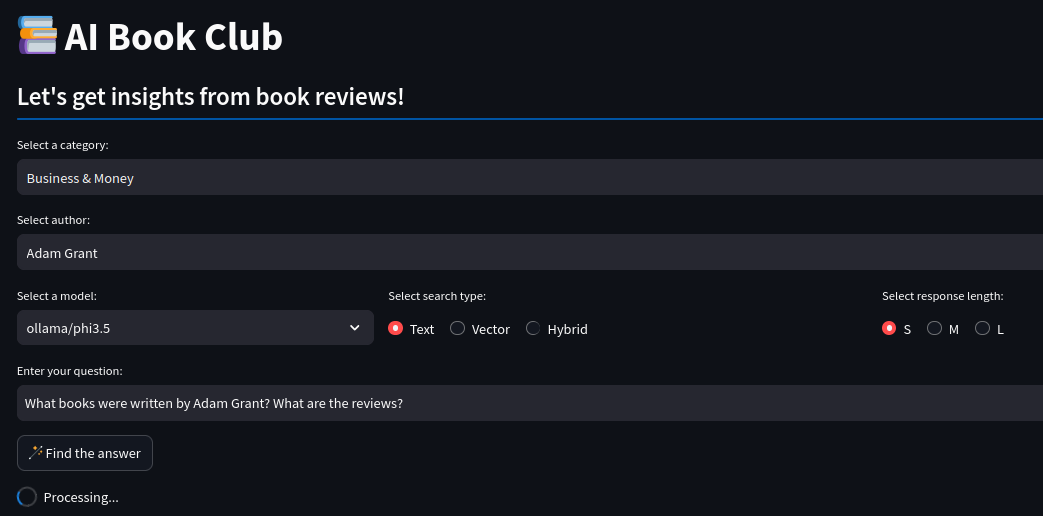 AI Book Club
Let's get insights from book reviews!
Select a category:
Business & Money
Select author:
Adam Grant
Select a model: Select search type: Select response length:
ollama/phi3.5 Text Vector Hybrid S M L
Enter your question:
What books were written by Adam Grant? What are the reviews?
Find the answer
Processing...